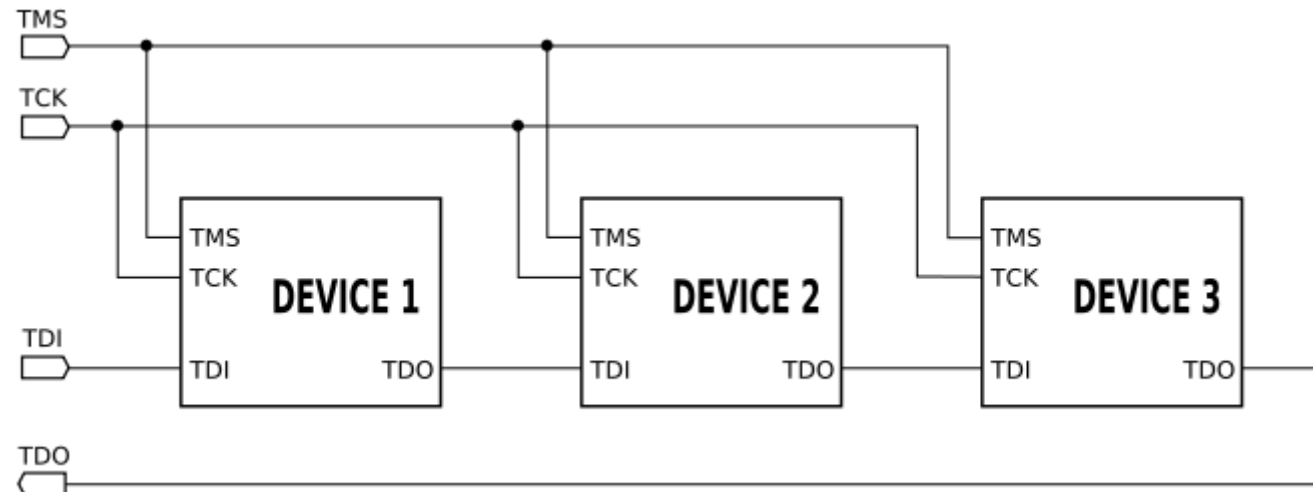 TMS
TCK
TMS
TCK
DEVICE 1
TDI
TDO
TMS
TCK
DEVICE 2
TDI
TDO
TMS
TCK
DEVICE 3
TDI
TDO
TDI
TDO